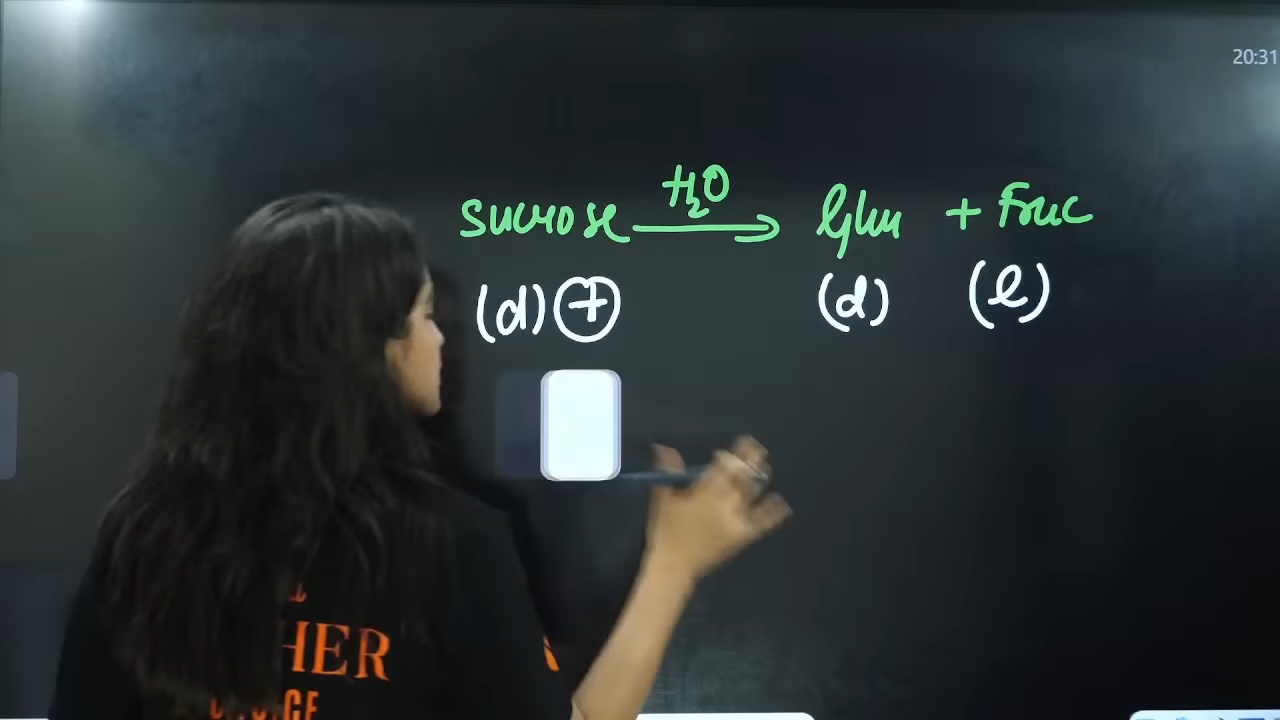 20:31
sucrose H₂O → Glu + Fruc
(d) ⊕ (d) (l)
HER